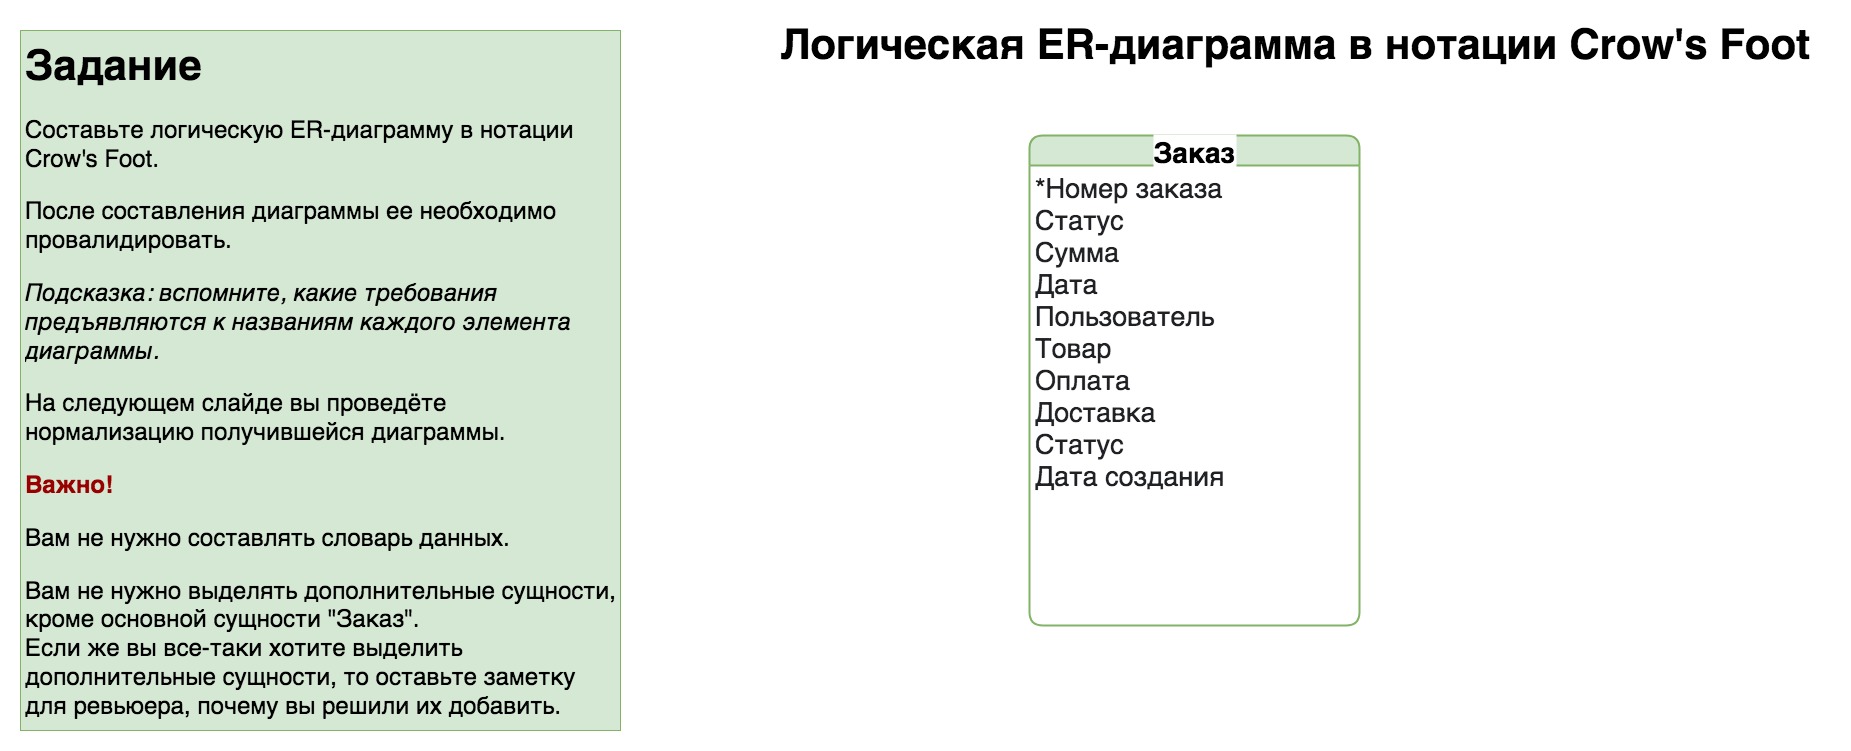 Задание
Составьте логическую ER-диаграмму в нотации
Crow's Foot.
После составления диаграммы ее необходимо
провалидировать.
Подсказка: вспомните, какие требования
предъявляются к названиям каждого элемента
диаграммы.
На следующем слайде вы проведёте
нормализацию получившейся диаграммы.
Важно!
Вам не нужно составлять словарь данных.
Вам не нужно выделять дополнительные сущности,
кроме основной сущности "Заказ".
Если же вы все-таки хотите выделить
дополнительные сущности, то оставьте заметку
для ревьюера, почему вы решили их добавить.
Логическая ER-диаграмма в нотации Crow's Foot
Заказ
*Номер заказа
Статус
Сумма
Дата
Пользователь
Товар
Оплата
Доставка
Статус
Дата создания